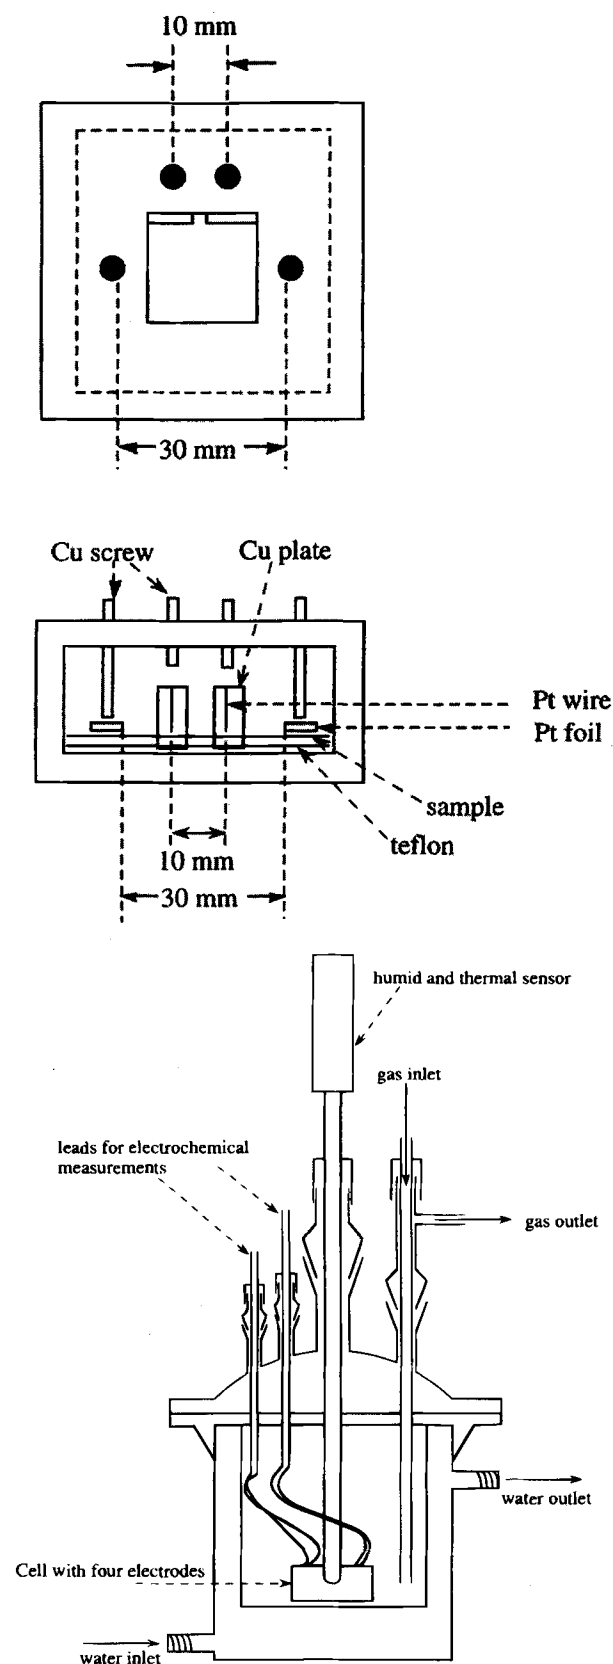 10 mm
30 mm
Cu screw
Cu plate
Pt wire
Pt foil
sample
teflon
10 mm
30 mm
humid and thermal sensor
gas inlet
leads for electrochemical
measurements
gas outlet
water outlet
Cell with four electrodes
water inlet